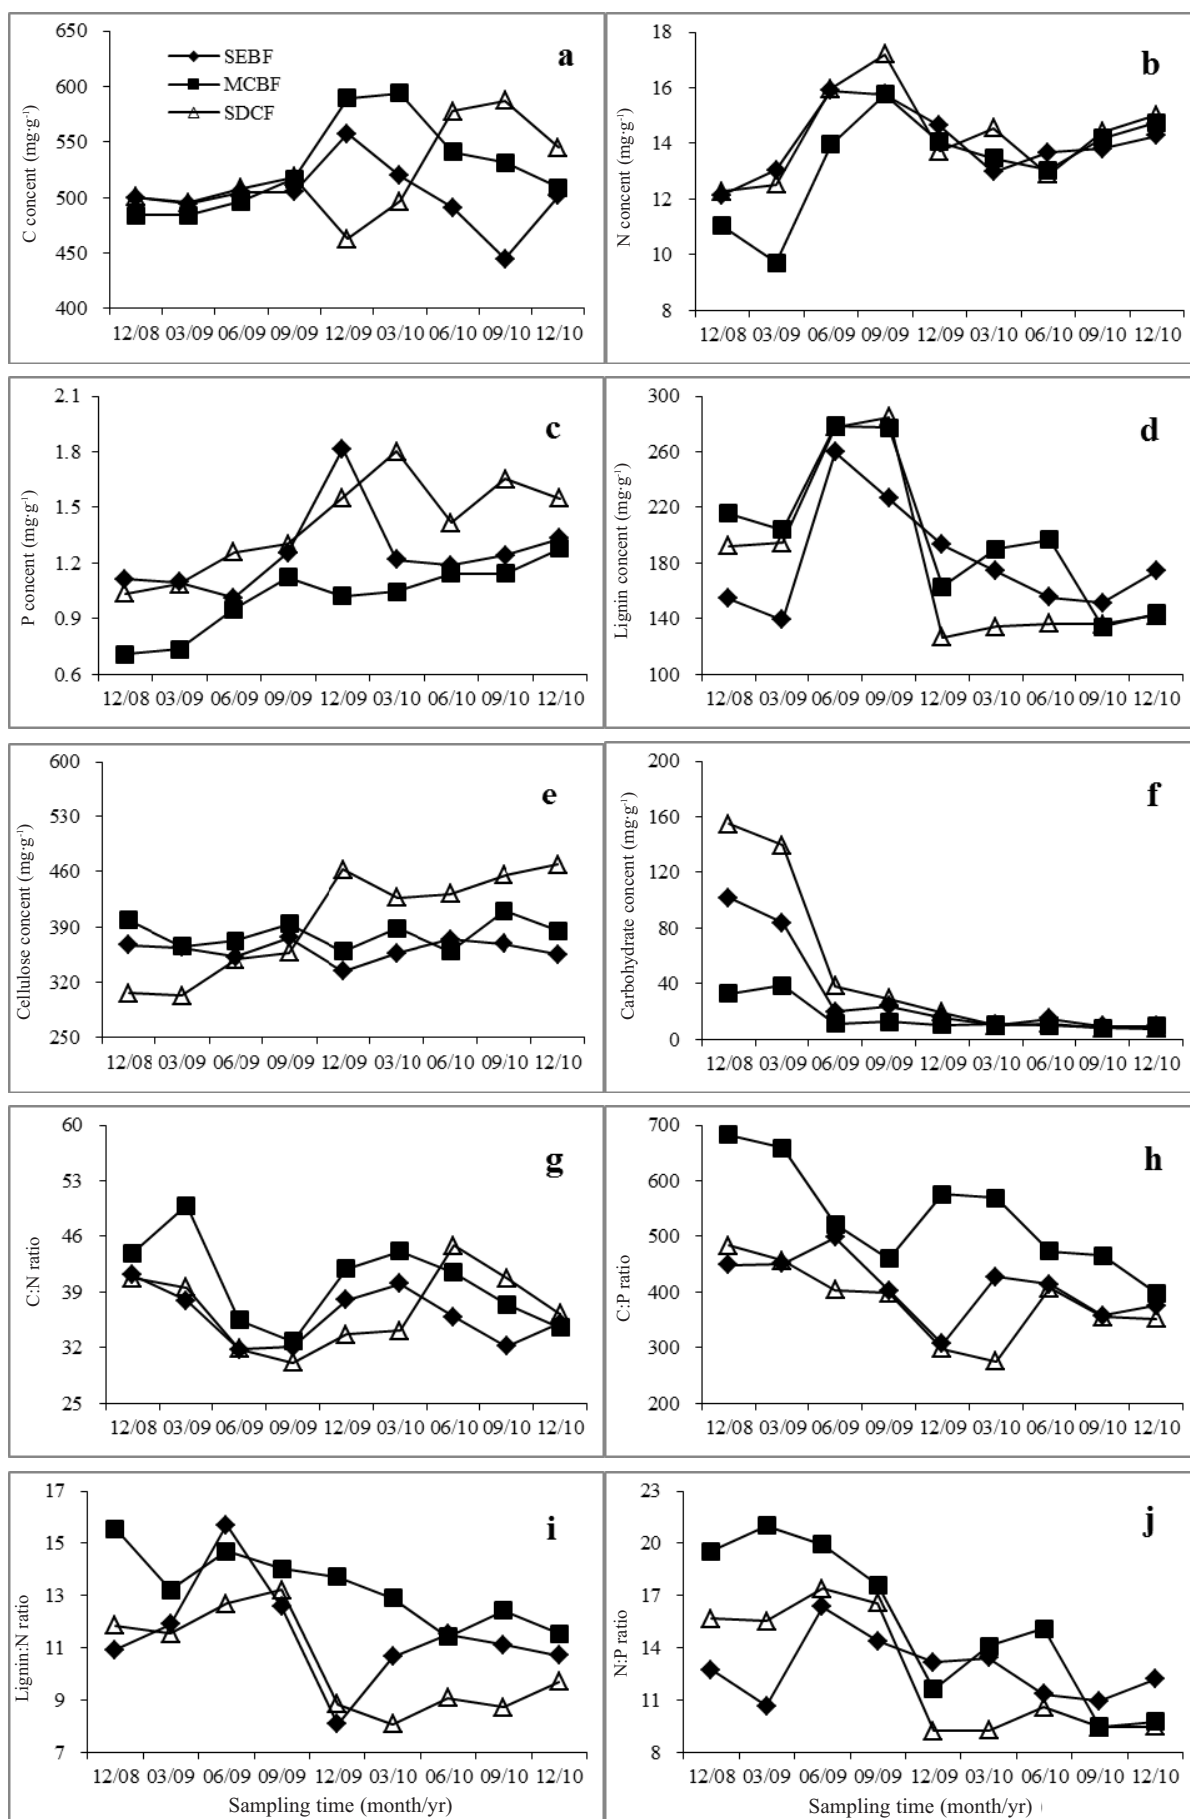 650
600
550
500
450
400
C concent (mg·g-1)
SEBF
MCBF
SDCF
a
12/08 03/09 06/09 09/09 12/09 03/10 06/10 09/10 12/10
18
16
14
12
10
8
N concent (mg·g-1)
b
12/08 03/09 06/09 09/09 12/09 03/10 06/10 09/10 12/10
2.1
1.8
1.5
1.2
0.9
0.6
P concent (mg·g-1)
c
12/08 03/09 06/09 09/09 12/09 03/10 06/10 09/10 12/10
300
260
220
180
140
100
Lignin concent (mg·g-1)
d
12/08 03/09 06/09 09/09 12/09 03/10 06/10 09/10 12/10
600
530
460
390
320
250
Cellulose concent (mg·g-1)
e
12/08 03/09 06/09 09/09 12/09 03/10 06/10 09/10 12/10
200
160
120
80
40
0
Carbohydrate concent (mg·g-1)
f
12/08 03/09 06/09 09/09 12/09 03/10 06/10 09/10 12/10
60
53
46
39
32
25
C:N ratio
g
12/08 03/09 06/09 09/09 12/09 03/10 06/10 09/10 12/10
700
600
500
400
300
200
C:P ratio
h
12/08 03/09 06/09 09/09 12/09 03/10 06/10 09/10 12/10
17
15
13
11
9
7
Lignin:N ratio
i
12/08 03/09 06/09 09/09 12/09 03/10 06/10 09/10 12/10
Sampling time (month/yr)
23
20
17
14
11
8
N:P ratio
j
12/08 03/09 06/09 09/09 12/09 03/10 06/10 09/10 12/10
Sampling time (month/yr)